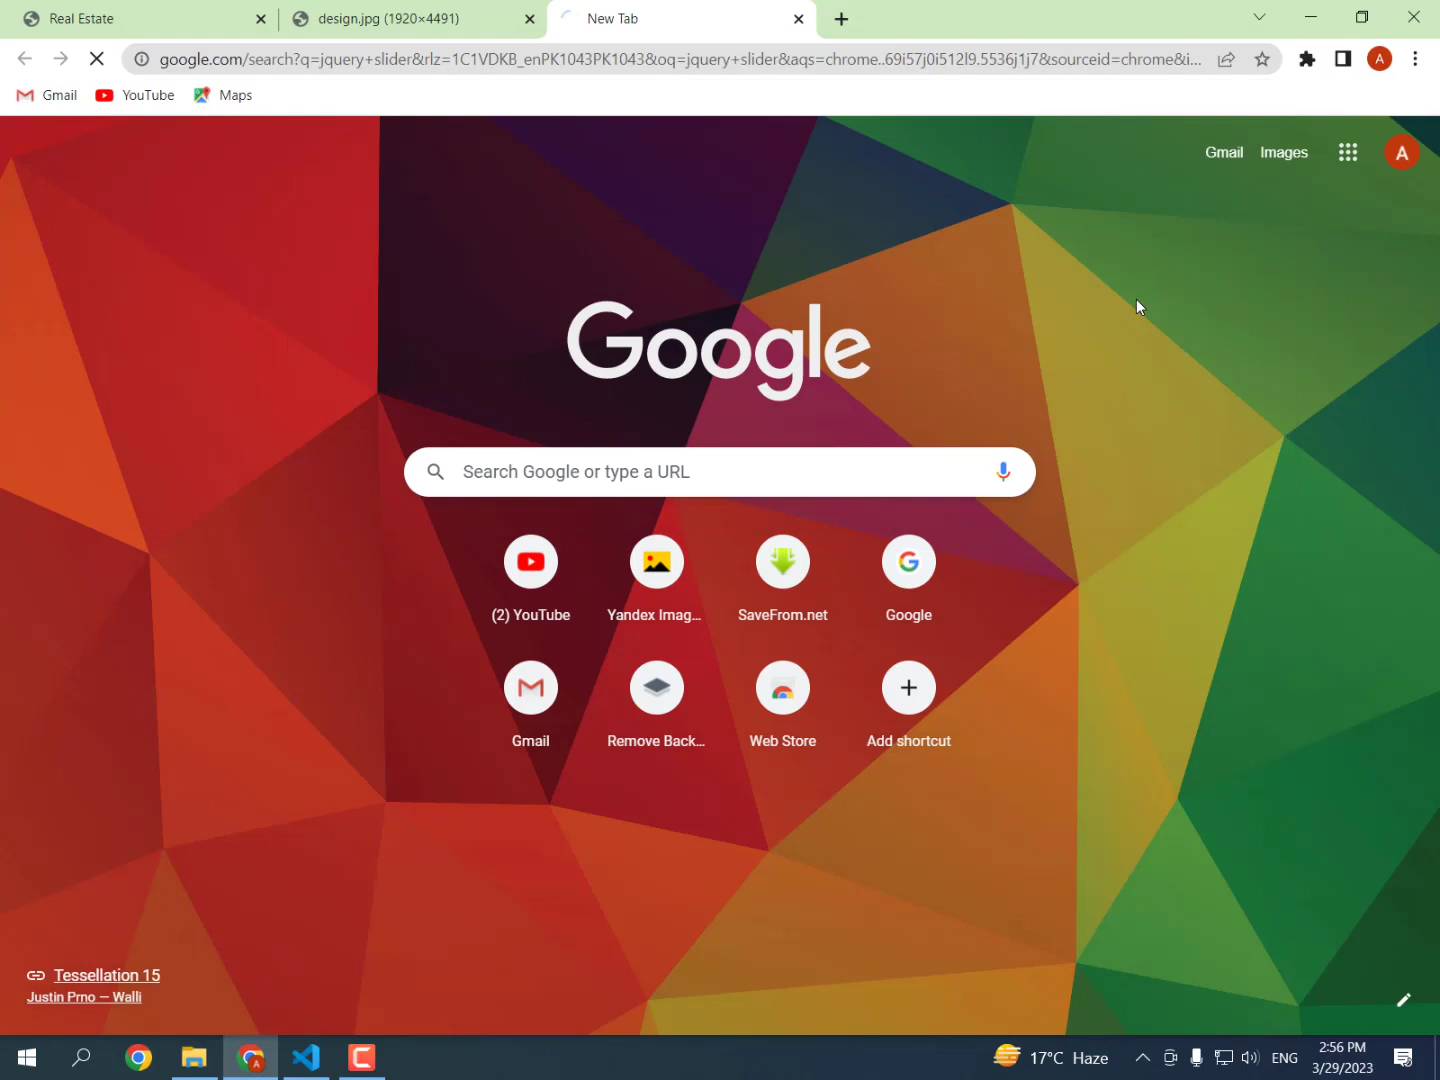 Real Estate
design.jpg (1920×4491)
New Tab
google.com/search?q=jquery+slider&rlz=1C1VDKB_enPK1043PK1043&oq=jquery+slider&aqs=chrome..69i57j0i512l9.5536j1j7&sourceid=chrome&i...
A
Gmail
YouTube
Maps
Gmail
Images
A
Google
Search Google or type a URL
(2) YouTube
Yandex Imag...
SaveFrom.net
Google
Gmail
Remove Back...
Web Store
Add shortcut
Tessellation 15
Justin Prno — Walli
17°C Haze
ENG
2:56 PM
3/29/2023